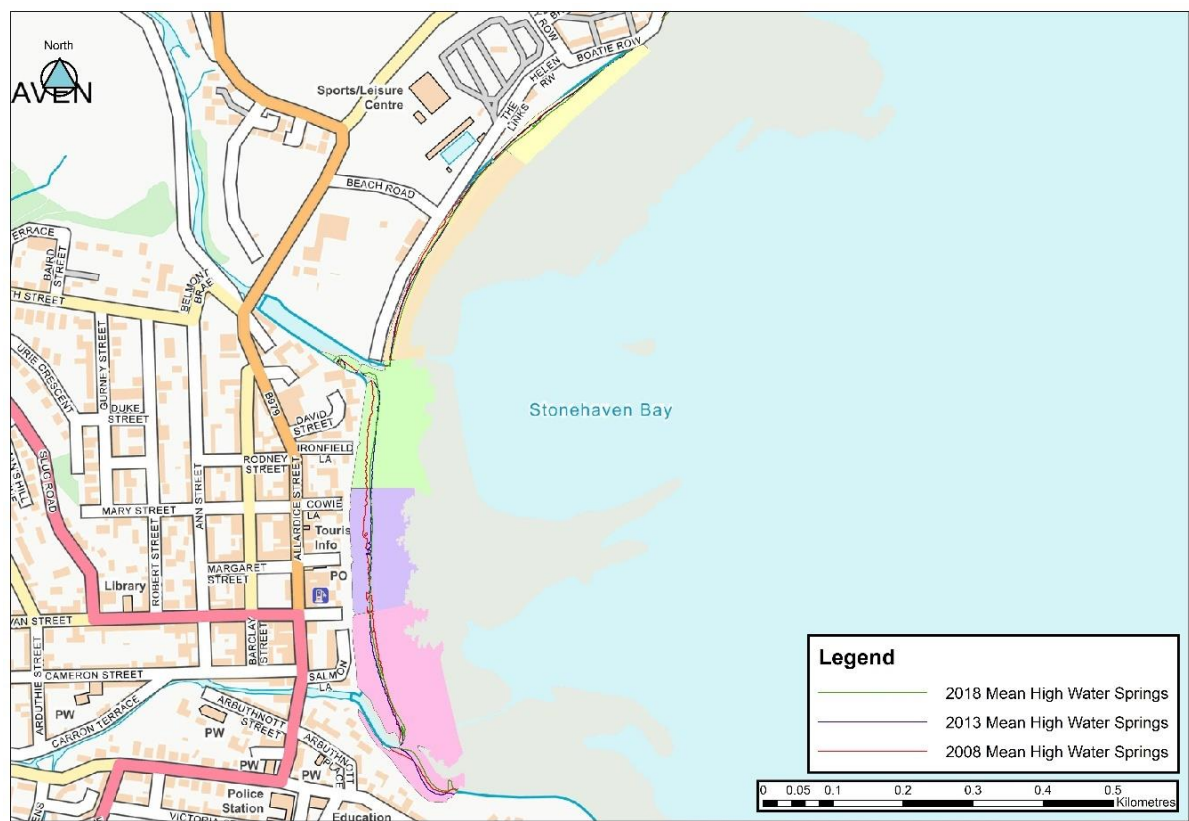 North
AVEN
Sports/Leisure
Centre
BOATIE ROW
HELEN
RW
THE
LINKS
BEACH ROAD
ERRACE
BAIRD
STREET
BELMONT
BRAE
TH STREET
URIE CRESCENT
GURNEY STREET
DUKE
STREET
B979
DAVID
STREET
IRONFIELD
LA
RODNEY
STREET
Stonehaven Bay
SLUG ROAD
MARY STREET
ANN STREET
ALLARDICE STREET
COWIE
LA
Touris
Info
ROBERT STREET
MARGARET
STREET
PO
Library
VAN STREET
BARCLAY
STREET
ARDUTHIE STREET
CAMERON STREET
SALMON
LA
PW
CARRON TERRACE
ARBUTHNOTT
STREET
PW
ARBUTHNOTT
PLACE
PW
PW
Police
Station
Education
Legend
2018 Mean High Water Springs
2013 Mean High Water Springs
2008 Mean High Water Springs
0 0.05 0.1 0.2 0.3 0.4 0.5
Kilometres